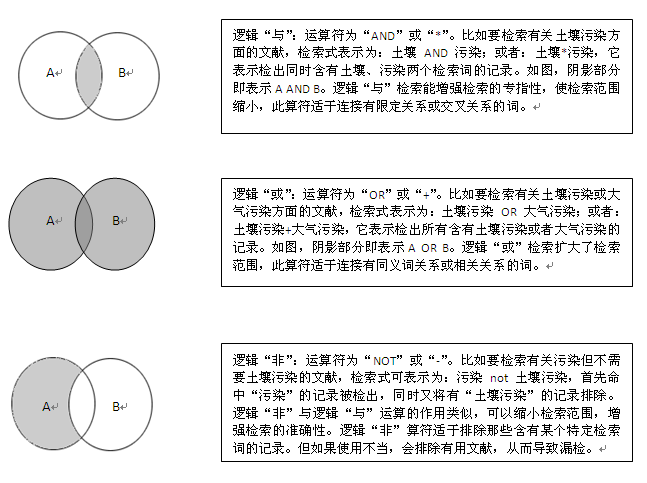 A
B
逻辑“与”：运算符为“AND”或“*”。比如要检索有关土壤污染方
面的文献，检索式表示为：土壤 AND 污染；或者：土壤*污染，它
表示检出同时含有土壤、污染两个检索词的记录。如图，阴影部分
即表示 A AND B。逻辑“与”检索能增强检索的专指性，使检索范围
缩小，此算符适于连接有限定关系或交叉关系的词。
A
B
逻辑“或”：运算符为“OR”或“+”。比如要检索有关土壤污染或大
气污染方面的文献，检索式表示为：土壤污染 OR 大气污染；或者：
土壤污染+大气污染，它表示检出所有含有土壤污染或者大气污染的
记录。如图，阴影部分即表示 A OR B。逻辑“或”检索扩大了检索
范围，此算符适于连接有同义词关系或相关关系的词。
A
B
逻辑“非”：运算符为“NOT”或“-”。比如要检索有关污染但不需
要土壤污染的文献，检索式可表示为：污染 not 土壤污染，首先命
中“污染”的记录被检出，同时又将有“土壤污染”的记录排除。
逻辑“非”与逻辑“与”运算的作用类似，可以缩小检索范围，增
强检索的准确性。逻辑“非”算符适于排除那些含有某个特定检索
词的记录。但如果使用不当，会排除有用文献，从而导致漏检。